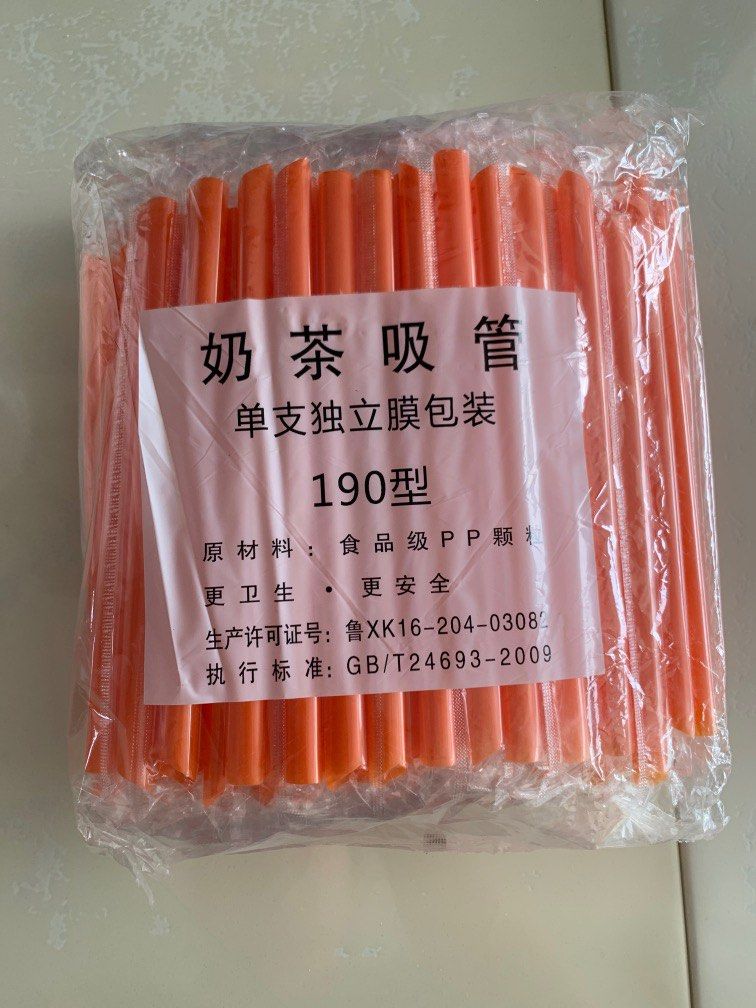 奶茶吸管
单支独立膜包装
190型
原材料：食品级PP颗粒
更卫生·更安全
生产许可证号：鲁XK16-204-03082
执行标准：GB/T24693-2009